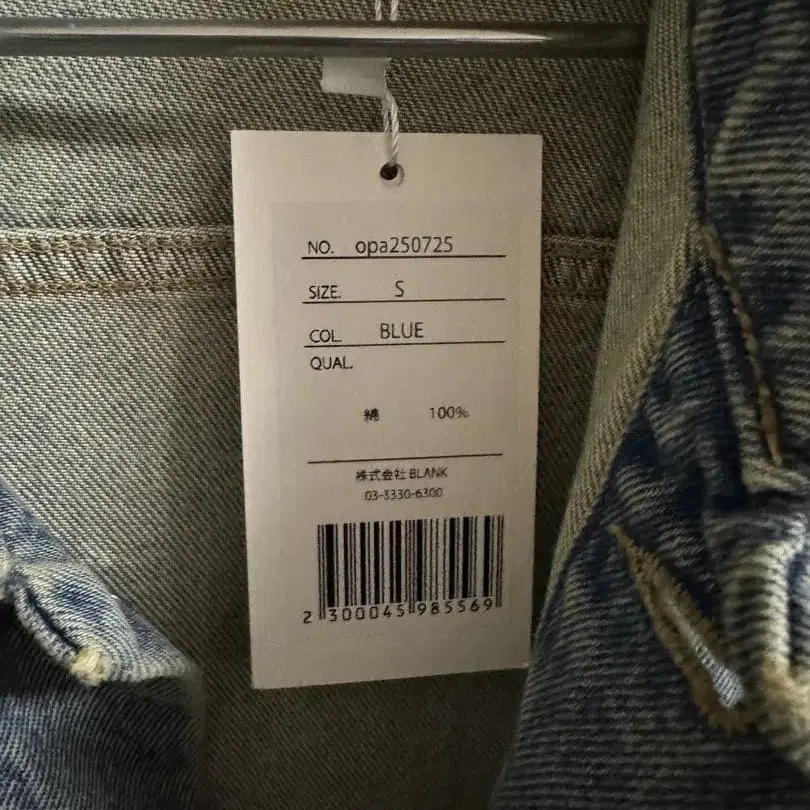 NO. opa250725
SIZE. S
COL. BLUE
QUAL.
綿 100%
株式会社 BLANK
03-3330-6300
2 300045 985569